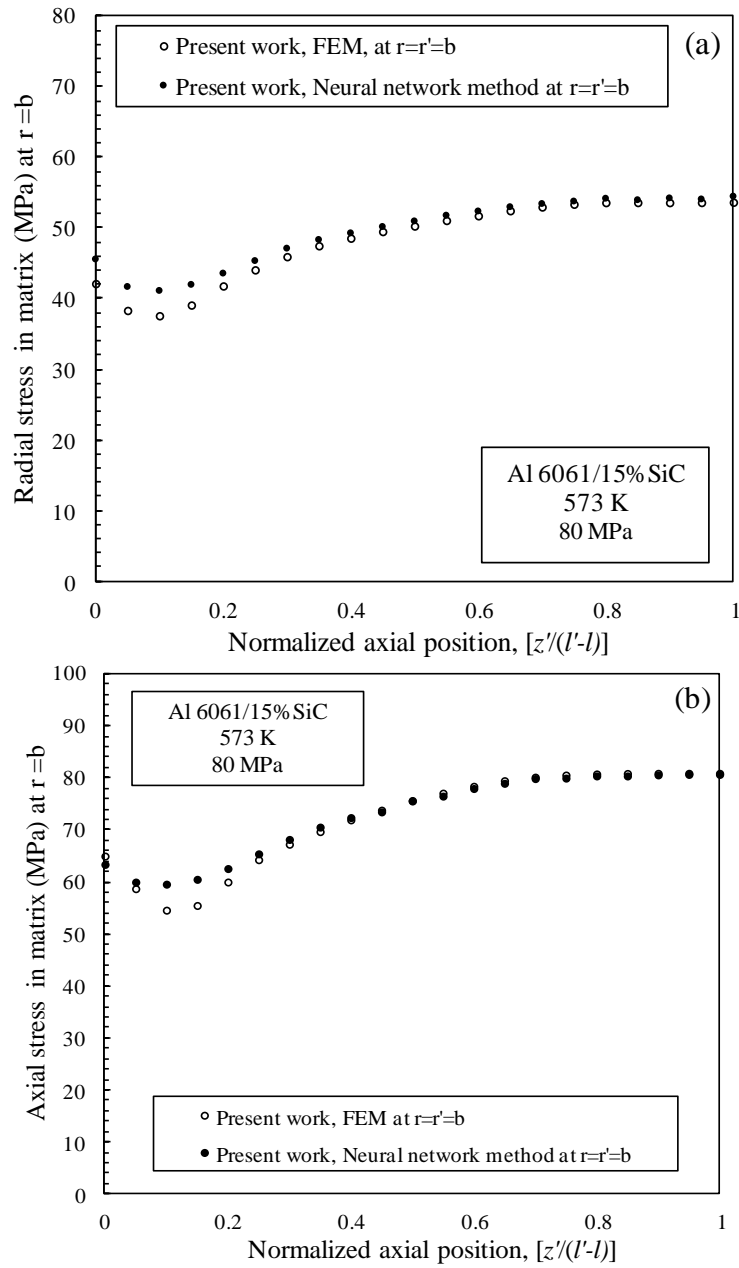 (a)
Present work, FEM, at r=r'=b
Present work, Neural network method at r=r'=b
80
70
60
50
40
30
20
10
0
Radial stress in matrix (MPa) at r =b
Al 6061/15% SiC
573 K
80 MPa
0 0.2 0.4 0.6 0.8 1
Normalized axial position, [z'/(l'-l)]
(b)
Al 6061/15% SiC
573 K
80 MPa
100
90
80
70
60
50
40
30
20
10
0
Axial stress in matrix (MPa) at r =b
Present work, FEM at r=r'=b
Present work, Neural network method at r=r'=b
0 0.2 0.4 0.6 0.8 1
Normalized axial position, [z'/(l'-l)]